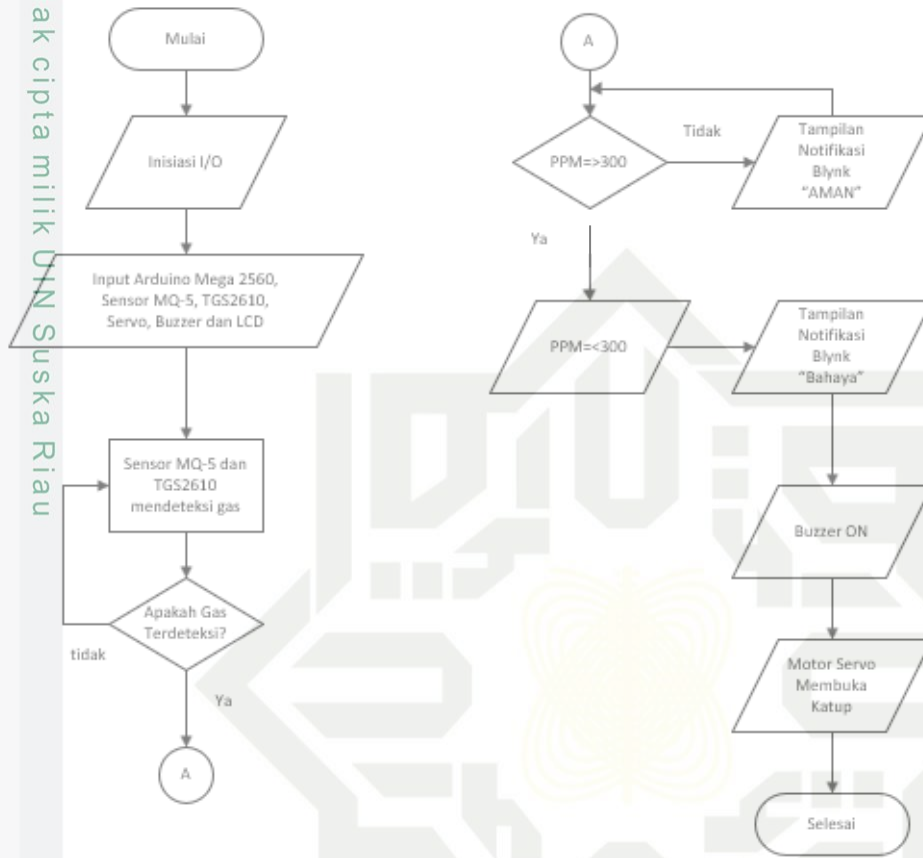 ak cipta milik UIN Suska Riau
Mulai
Inisiasi I/O
Input Arduino Mega 2560,
Sensor MQ-5, TGS2610,
Servo, Buzzer dan LCD
Sensor MQ-5 dan
TGS2610
mendeteksi gas
Apakah Gas
Terdeteksi?
tidak
Ya
A
A
PPM=>300
Tidak
Tampilan
Notifikasi
Blynk
“AMAN”
Ya
PPM=<300
Tampilan
Notifikasi
Blynk
“Bahaya”
Buzzer ON
Motor Servo
Membuka
Katup
Selesai